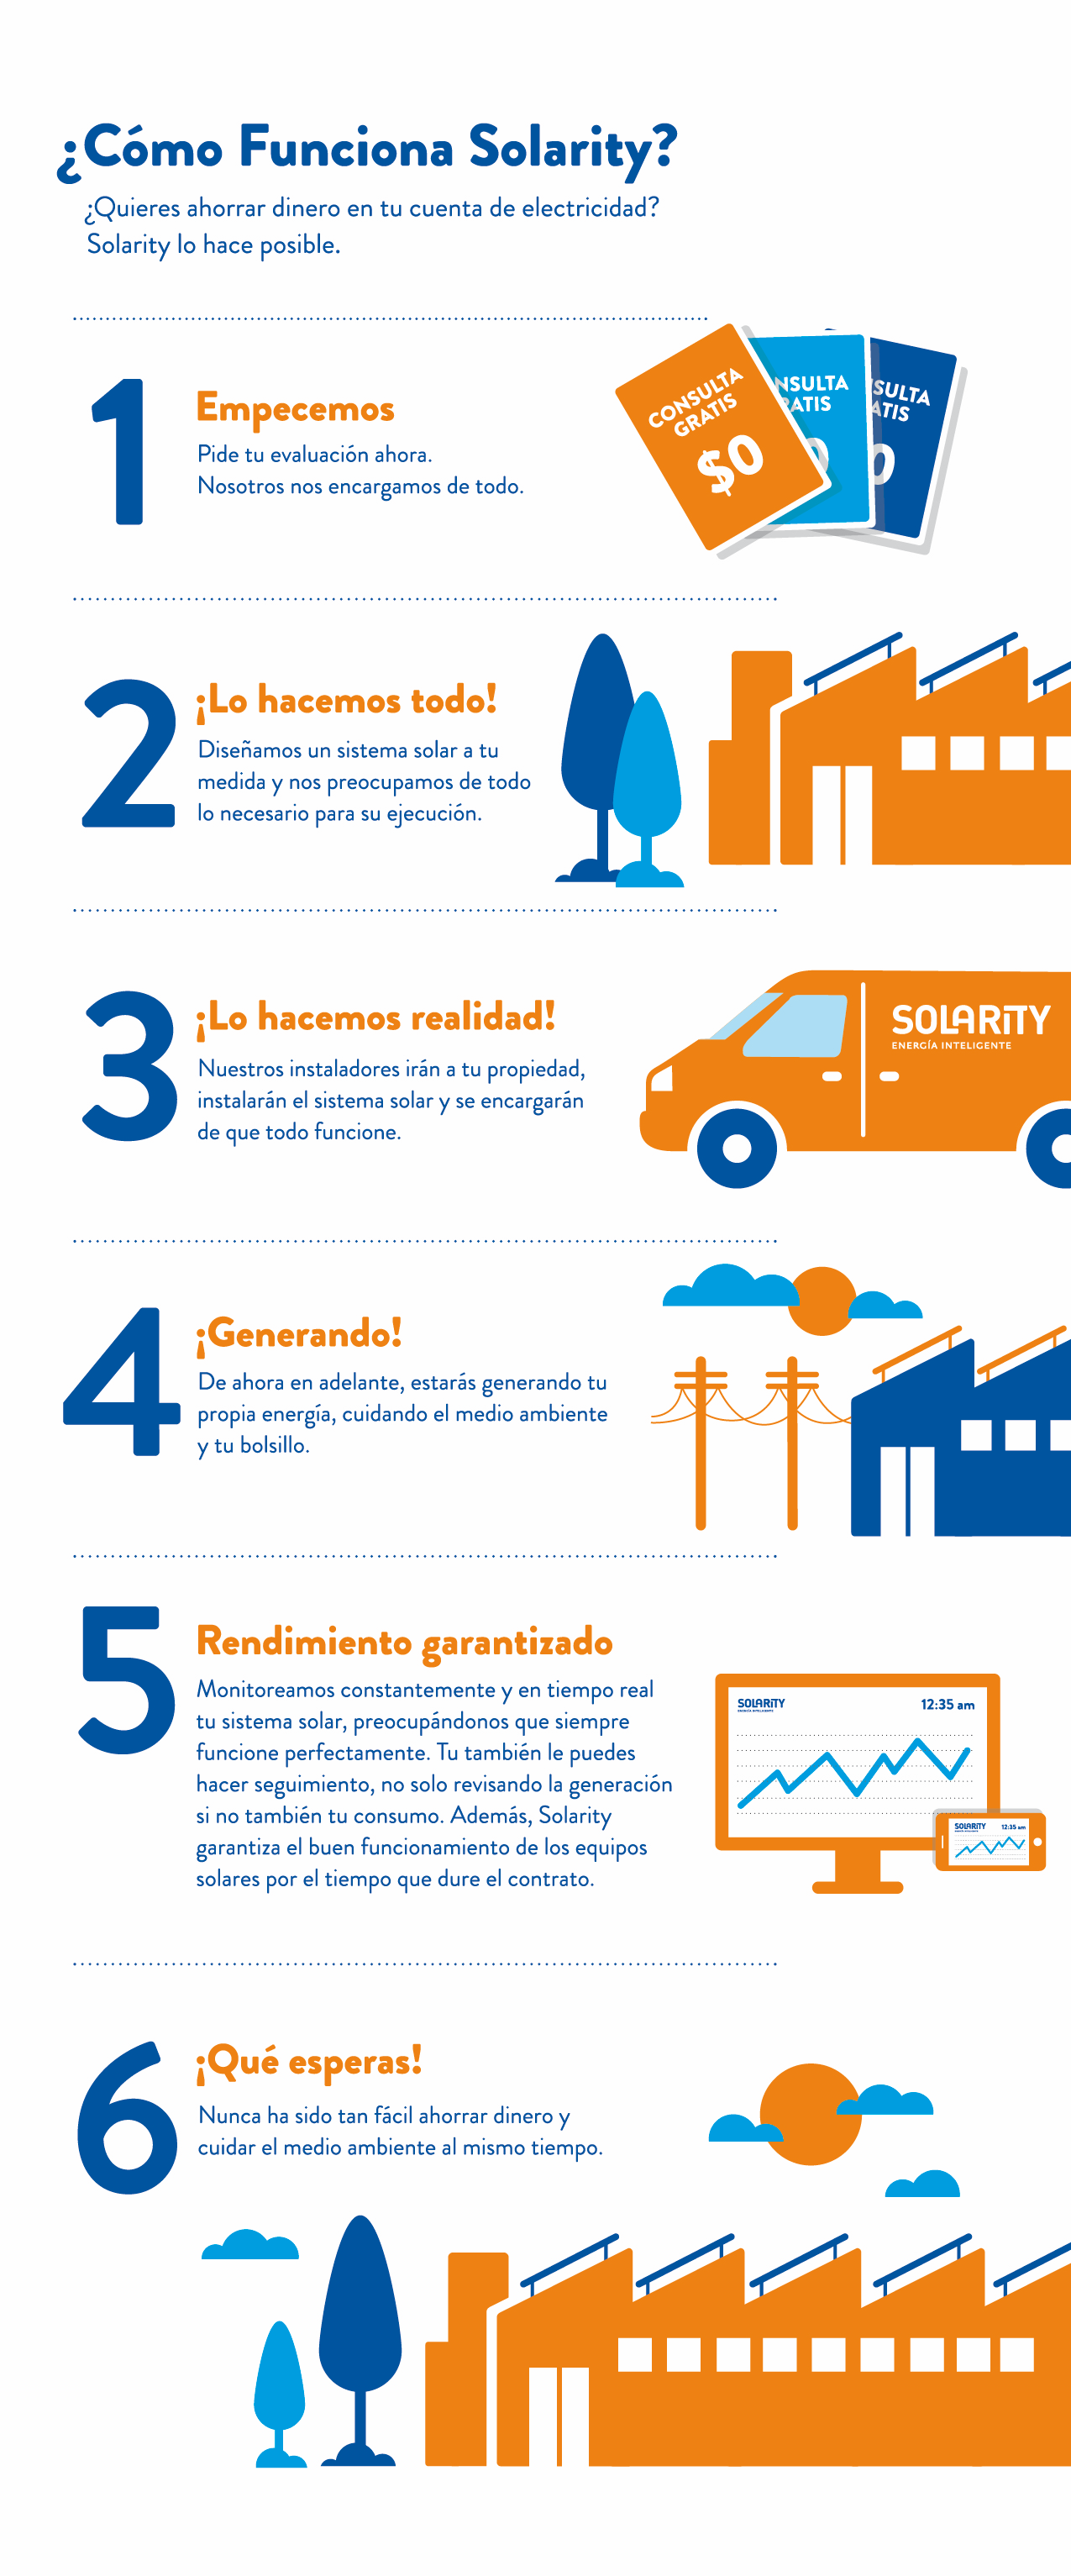 ¿Cómo Funciona Solarity?
¿Quieres ahorrar dinero en tu cuenta de electricidad?
Solarity lo hace posible.
1
Empecemos
Pide tu evaluación ahora.
Nosotros nos encargamos de todo.
CONSULTA
GRATIS
$0
NSULTA
RATIS
0
SULTA
ATIS
0
2
¡Lo hacemos todo!
Diseñamos un sistema solar a tu
medida y nos preocupamos de todo
lo necesario para su ejecución.
3
¡Lo hacemos realidad!
Nuestros instaladores irán a tu propiedad,
instalarán el sistema solar y se encargarán
de que todo funcione.
SOLARITY
ENERGÍA INTELIGENTE
4
¡Generando!
De ahora en adelante, estarás generando tu
propia energía, cuidando el medio ambiente
y tu bolsillo.
5
Rendimiento garantizado
Monitoreamos constantemente y en tiempo real
tu sistema solar, preocupándonos que siempre
funcione perfectamente. Tu también le puedes
hacer seguimiento, no solo revisando la generación
si no también tu consumo. Además, Solarity
garantiza el buen funcionamiento de los equipos
solares por el tiempo que dure el contrato.
SOLARITY
ENERGÍA INTELIGENTE
12:35 am
SOLARITY
12:35 am
6
¡Qué esperas!
Nunca ha sido tan fácil ahorrar dinero y
cuidar el medio ambiente al mismo tiempo.